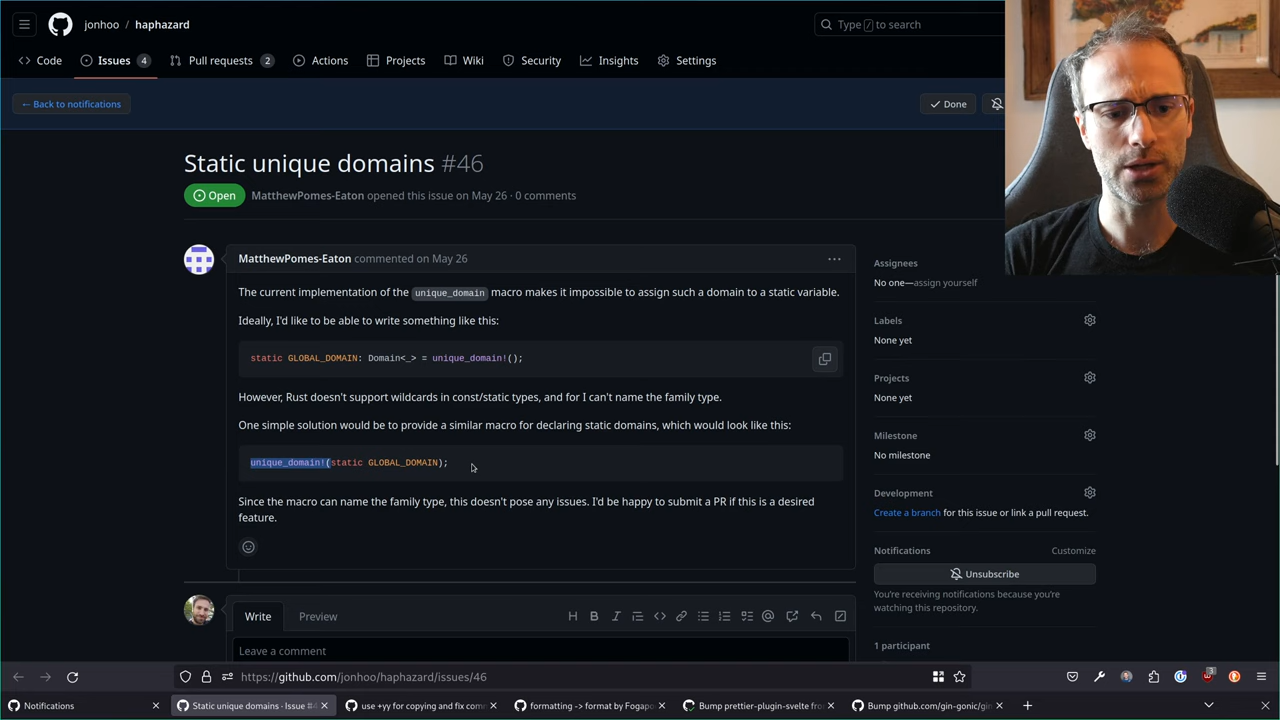 jonhoo / haphazard
Type / to search
Code
Issues 4
Pull requests 2
Actions
Projects
Wiki
Security
Insights
Settings
← Back to notifications
Done
Static unique domains #46
Open
MatthewPomes-Eaton opened this issue on May 26 · 0 comments
MatthewPomes-Eaton commented on May 26
The current implementation of the unique_domain macro makes it impossible to assign such a domain to a static variable.
Ideally, I'd like to be able to write something like this:
static GLOBAL_DOMAIN: Domain<_> = unique_domain!();
However, Rust doesn't support wildcards in const/static types, and for I can't name the family type.
One simple solution would be to provide a similar macro for declaring static domains, which would look like this:
unique_domain!(static GLOBAL_DOMAIN);
Since the macro can name the family type, this doesn't pose any issues. I'd be happy to submit a PR if this is a desired
feature.
Write
Preview
Leave a comment
Assignees
No one—assign yourself
Labels
None yet
Projects
None yet
Milestone
No milestone
Development
Create a branch for this issue or link a pull request.
Notifications
Customize
Unsubscribe
You're receiving notifications because you're
watching this repository.
1 participant
https://github.com/jonhoo/haphazard/issues/46
3
Notifications
Static unique domains · Issue #4
use +yy for copying and fix com
formatting -> format by Fogapo
Bump prettier-plugin-svelte fro
Bump github.com/gin-gonic/gin